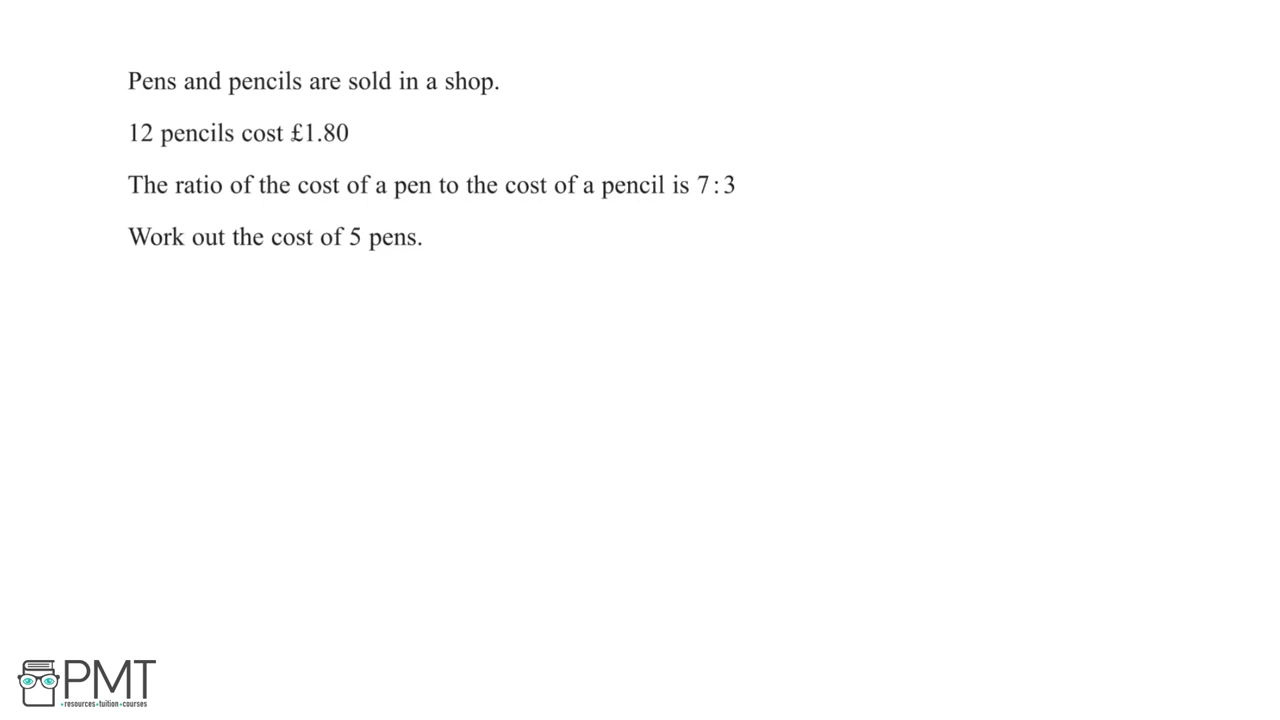 Pens and pencils are sold in a shop.
12 pencils cost £1.80
The ratio of the cost of a pen to the cost of a pencil is 7 : 3
Work out the cost of 5 pens.
PMT
•resources•tuition•courses